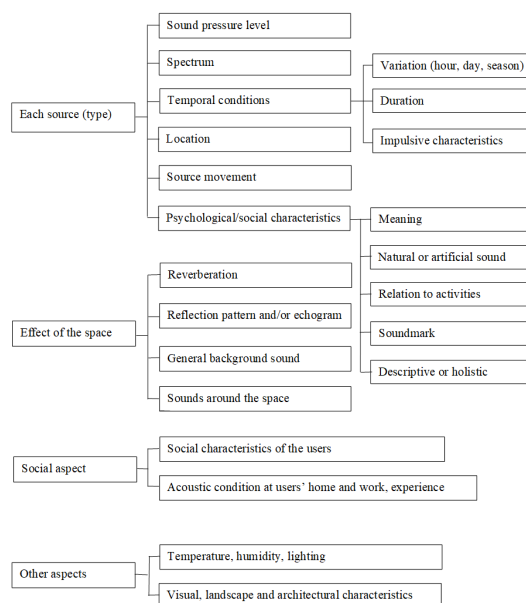 Each source (type)
Sound pressure level
Spectrum
Temporal conditions
Variation (hour, day, season)
Duration
Impulsive characteristics
Location
Source movement
Psychological/social characteristics
Meaning
Natural or artificial sound
Relation to activities
Soundmark
Descriptive or holistic
Effect of the space
Reverberation
Reflection pattern and/or echogram
General background sound
Sounds around the space
Social aspect
Social characteristics of the users
Acoustic condition at users’ home and work, experience
Other aspects
Temperature, humidity, lighting
Visual, landscape and architectural characteristics